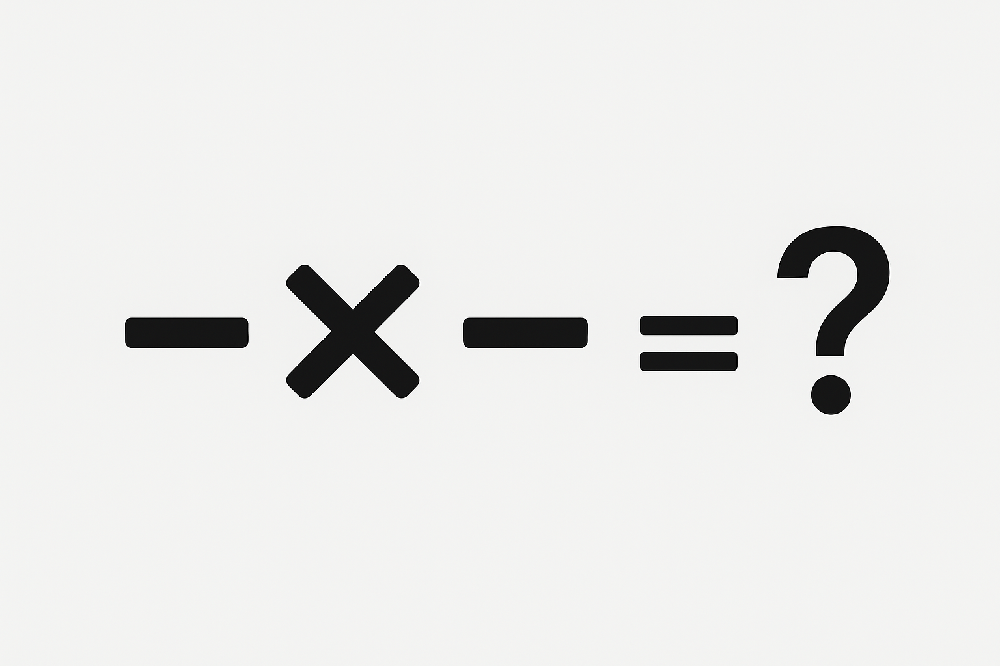 − × − = ?